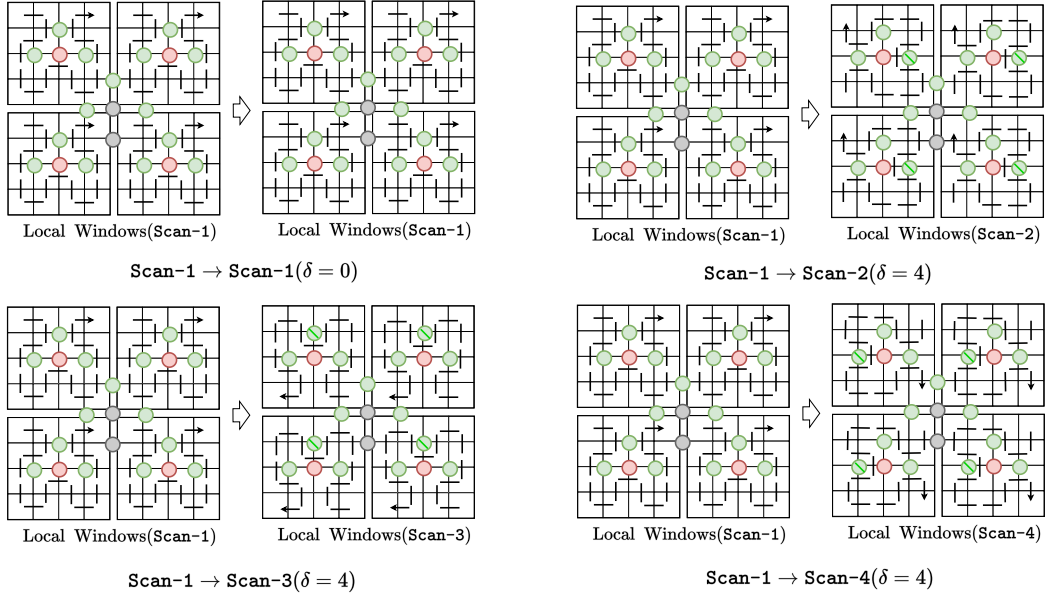 Local Windows(Scan-1)
Local Windows(Scan-1)
Scan-1 → Scan-1(δ = 0)
Local Windows(Scan-1)
Local Windows(Scan-2)
Scan-1 → Scan-2(δ = 4)
Local Windows(Scan-1)
Local Windows(Scan-3)
Scan-1 → Scan-3(δ = 4)
Local Windows(Scan-1)
Local Windows(Scan-4)
Scan-1 → Scan-4(δ = 4)